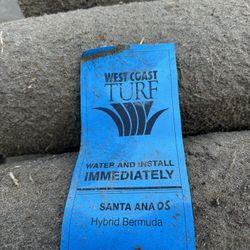 WEST COAST
TURF
WATER AND INSTALL
IMMEDIATELY
SANTA ANA OS
Hybrid Bermuda